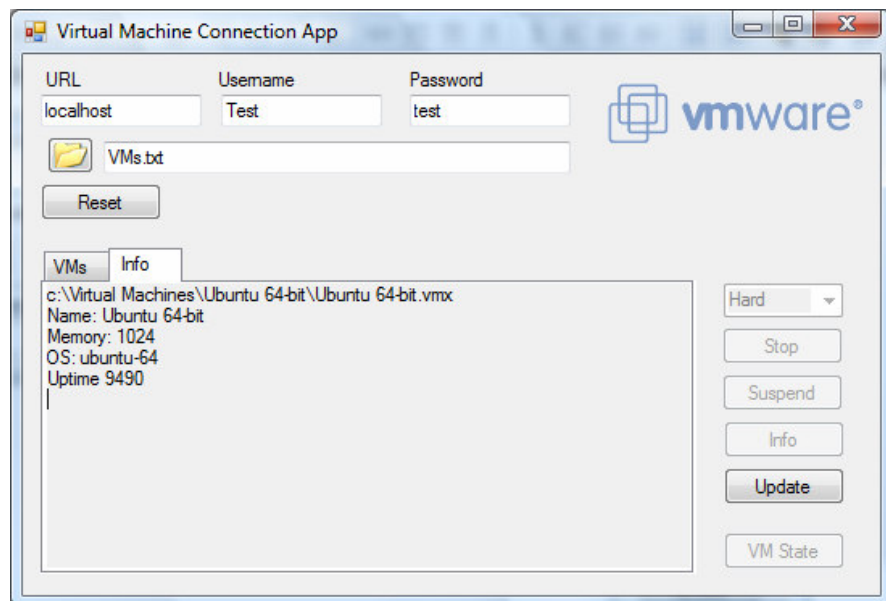 Virtual Machine Connection App
URL Username Password
localhost Test test
vmware®
VMs.txt
Reset
VMs Info
c:\Virtual Machines\Ubuntu 64-bit\Ubuntu 64-bit.vmx
Name: Ubuntu 64-bit
Memory: 1024
OS: ubuntu-64
Uptime 9490
Hard
Stop
Suspend
Info
Update
VM State